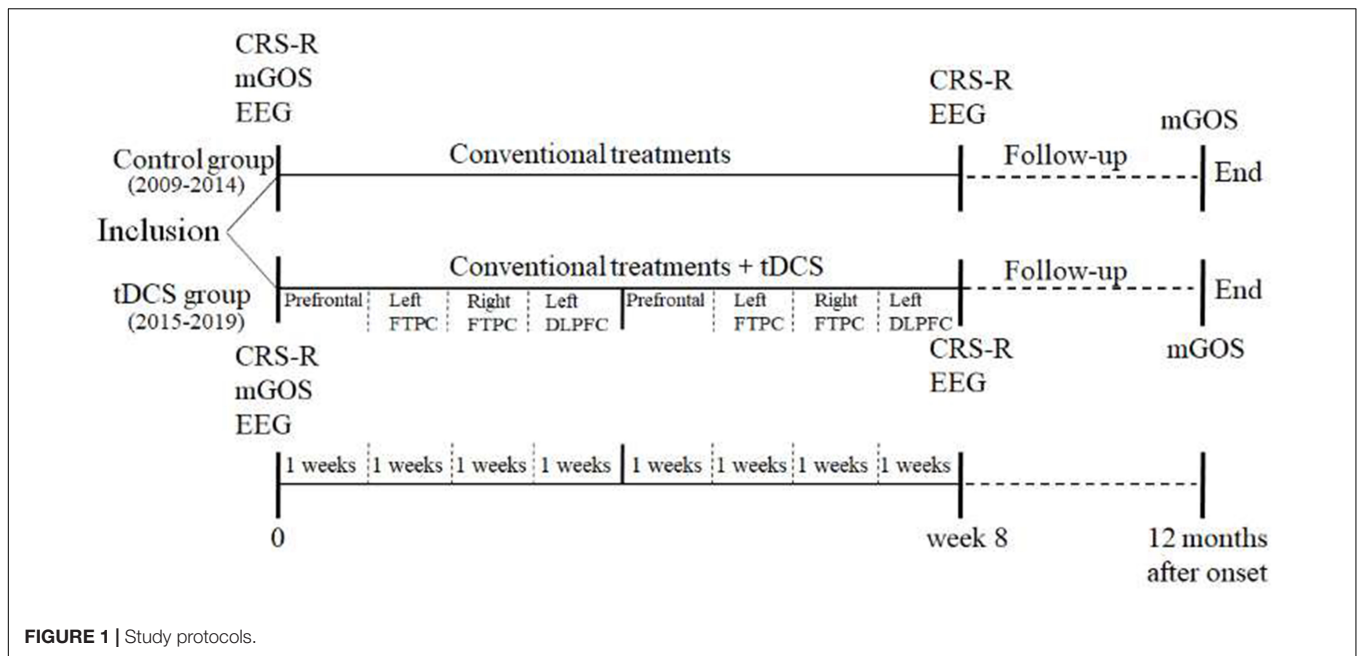 CRS-R
mGOS
EEG
CRS-R
EEG
mGOS
Control group
(2009-2014)
Conventional treatments
Follow-up
End
Inclusion
tDCS group
(2015-2019)
Conventional treatments + tDCS
Follow-up
End
Prefrontal
Left
FTPC
Right
FTPC
Left
DLPFC
Prefrontal
Left
FTPC
Right
FTPC
Left
DLPFC
CRS-R
mGOS
EEG
CRS-R
EEG
mGOS
1 weeks
1 weeks
1 weeks
1 weeks
1 weeks
1 weeks
1 weeks
1 weeks
0
week 8
12 months
after onset
FIGURE 1 | Study protocols.